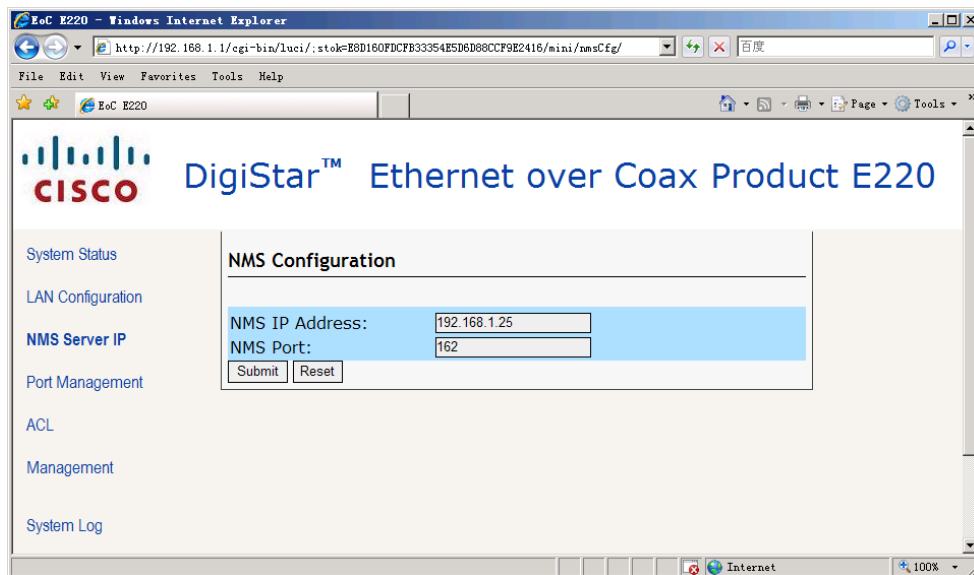 EoC E220 - Windows Internet Explorer
http://192.168.1.1/cgi-bin/luci/;stok=E8D160FDCFB33354E5D6D88CCF9E2416/mini/nmsCfg/
百度
File Edit View Favorites Tools Help
EoC E220
Page
Tools
»
CISCO
DigiStar™ Ethernet over Coax Product E220
System Status
LAN Configuration
NMS Server IP
Port Management
ACL
Management
System Log
NMS Configuration
NMS IP Address: 192.168.1.25
NMS Port: 162
Submit Reset
Internet
100%